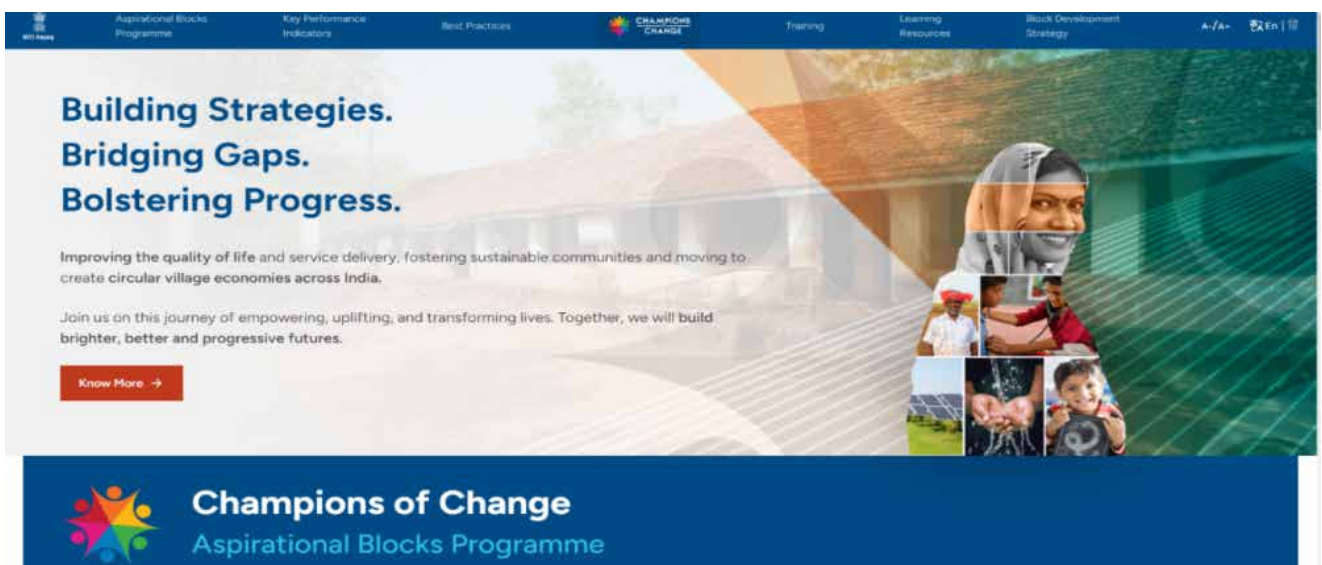 Aspirational Blocks
Programme
Key Performance
Indicators
Best Practices
CHAMPIONS
CHANGE
Training
Learning
Resources
Block Development
Strategy
A-/A+
En |
NITI Aayog
Building Strategies.
Bridging Gaps.
Bolstering Progress.
Improving the quality of life and service delivery, fostering sustainable communities and moving to
create circular village economies across India.
Join us on this journey of empowering, uplifting, and transforming lives. Together, we will build
brighter, better and progressive futures.
Know More →
Champions of Change
Aspirational Blocks Programme